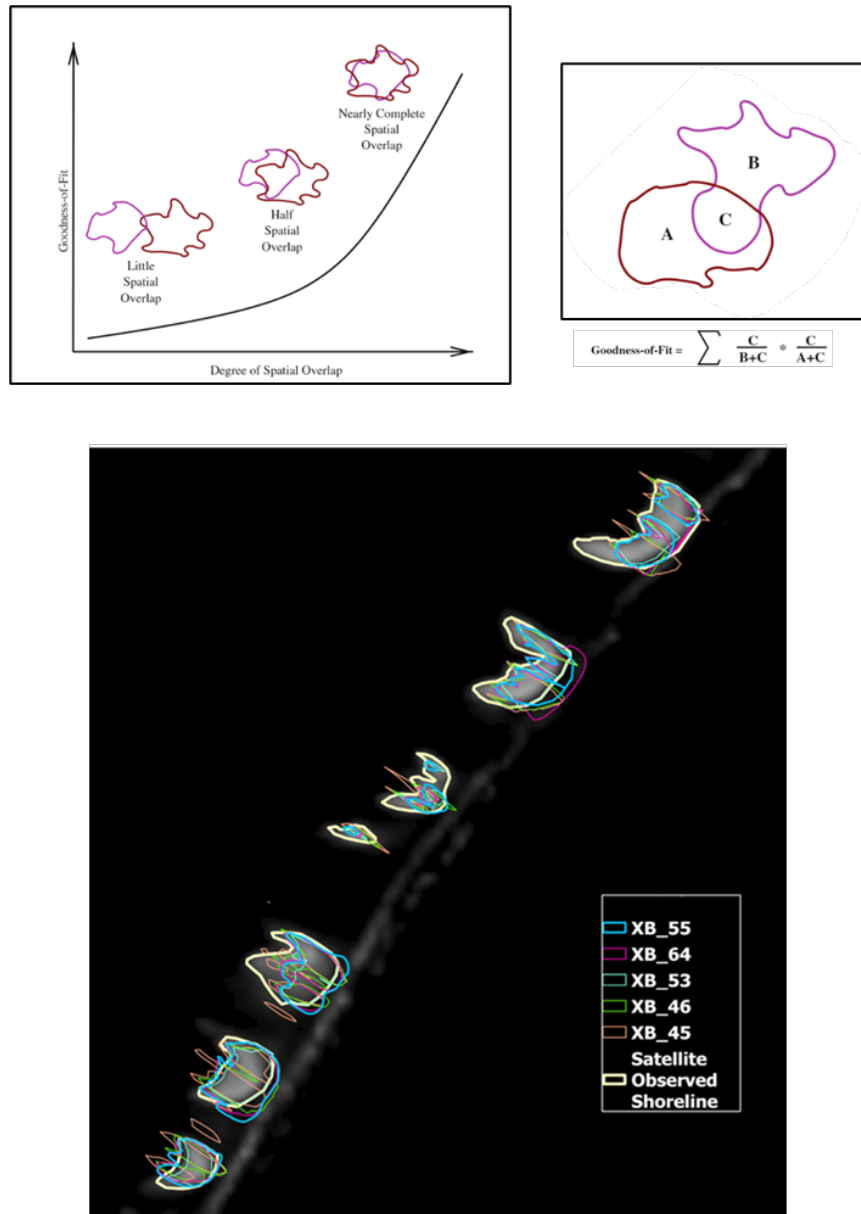 Goodness-of-Fit
Nearly Complete
Spatial
Overlap
Half
Spatial
Overlap
Little
Spatial
Overlap
Degree of Spatial Overlap
B
C
A
Goodness-of-Fit = ∑ C/B+C * C/A+C
XB_55
XB_64
XB_53
XB_46
XB_45
Satellite
Observed
Shoreline